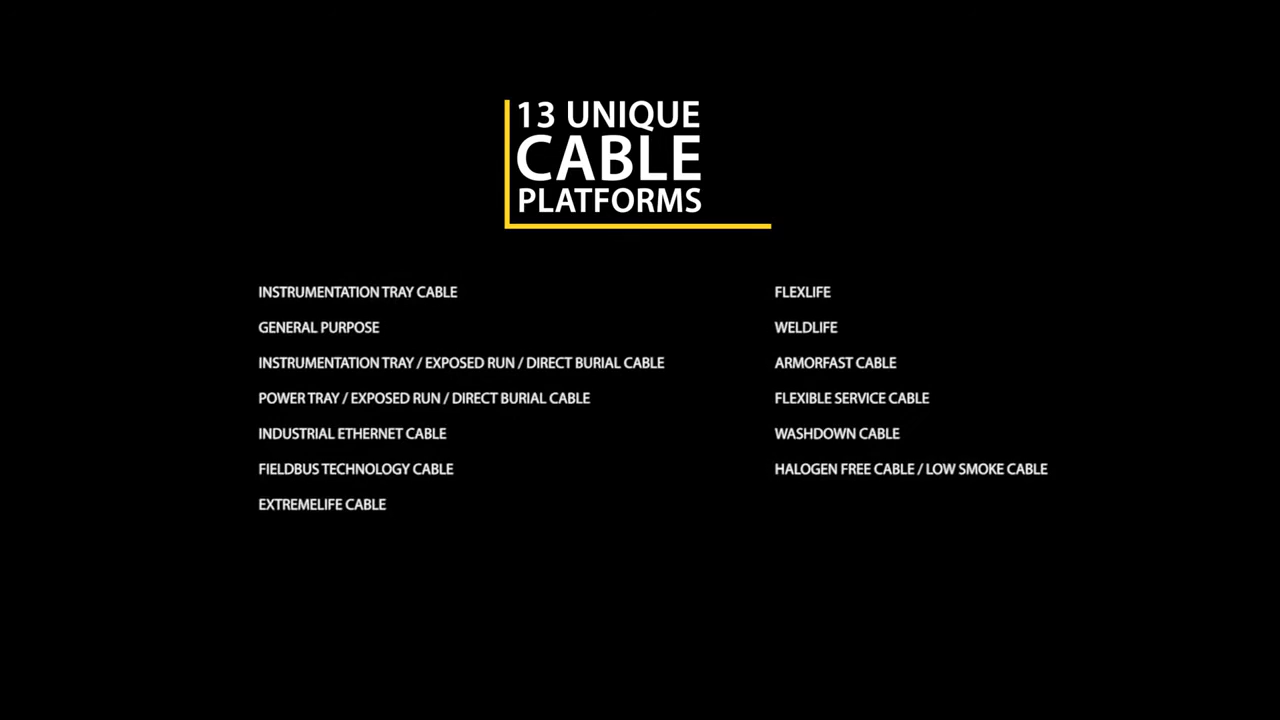 13 UNIQUE
CABLE
PLATFORMS
INSTRUMENTATION TRAY CABLE
GENERAL PURPOSE
INSTRUMENTATION TRAY / EXPOSED RUN / DIRECT BURIAL CABLE
POWER TRAY / EXPOSED RUN / DIRECT BURIAL CABLE
INDUSTRIAL ETHERNET CABLE
FIELDBUS TECHNOLOGY CABLE
EXTREMELIFE CABLE
FLEXLIFE
WELDLIFE
ARMORFAST CABLE
FLEXIBLE SERVICE CABLE
WASHDOWN CABLE
HALOGEN FREE CABLE / LOW SMOKE CABLE